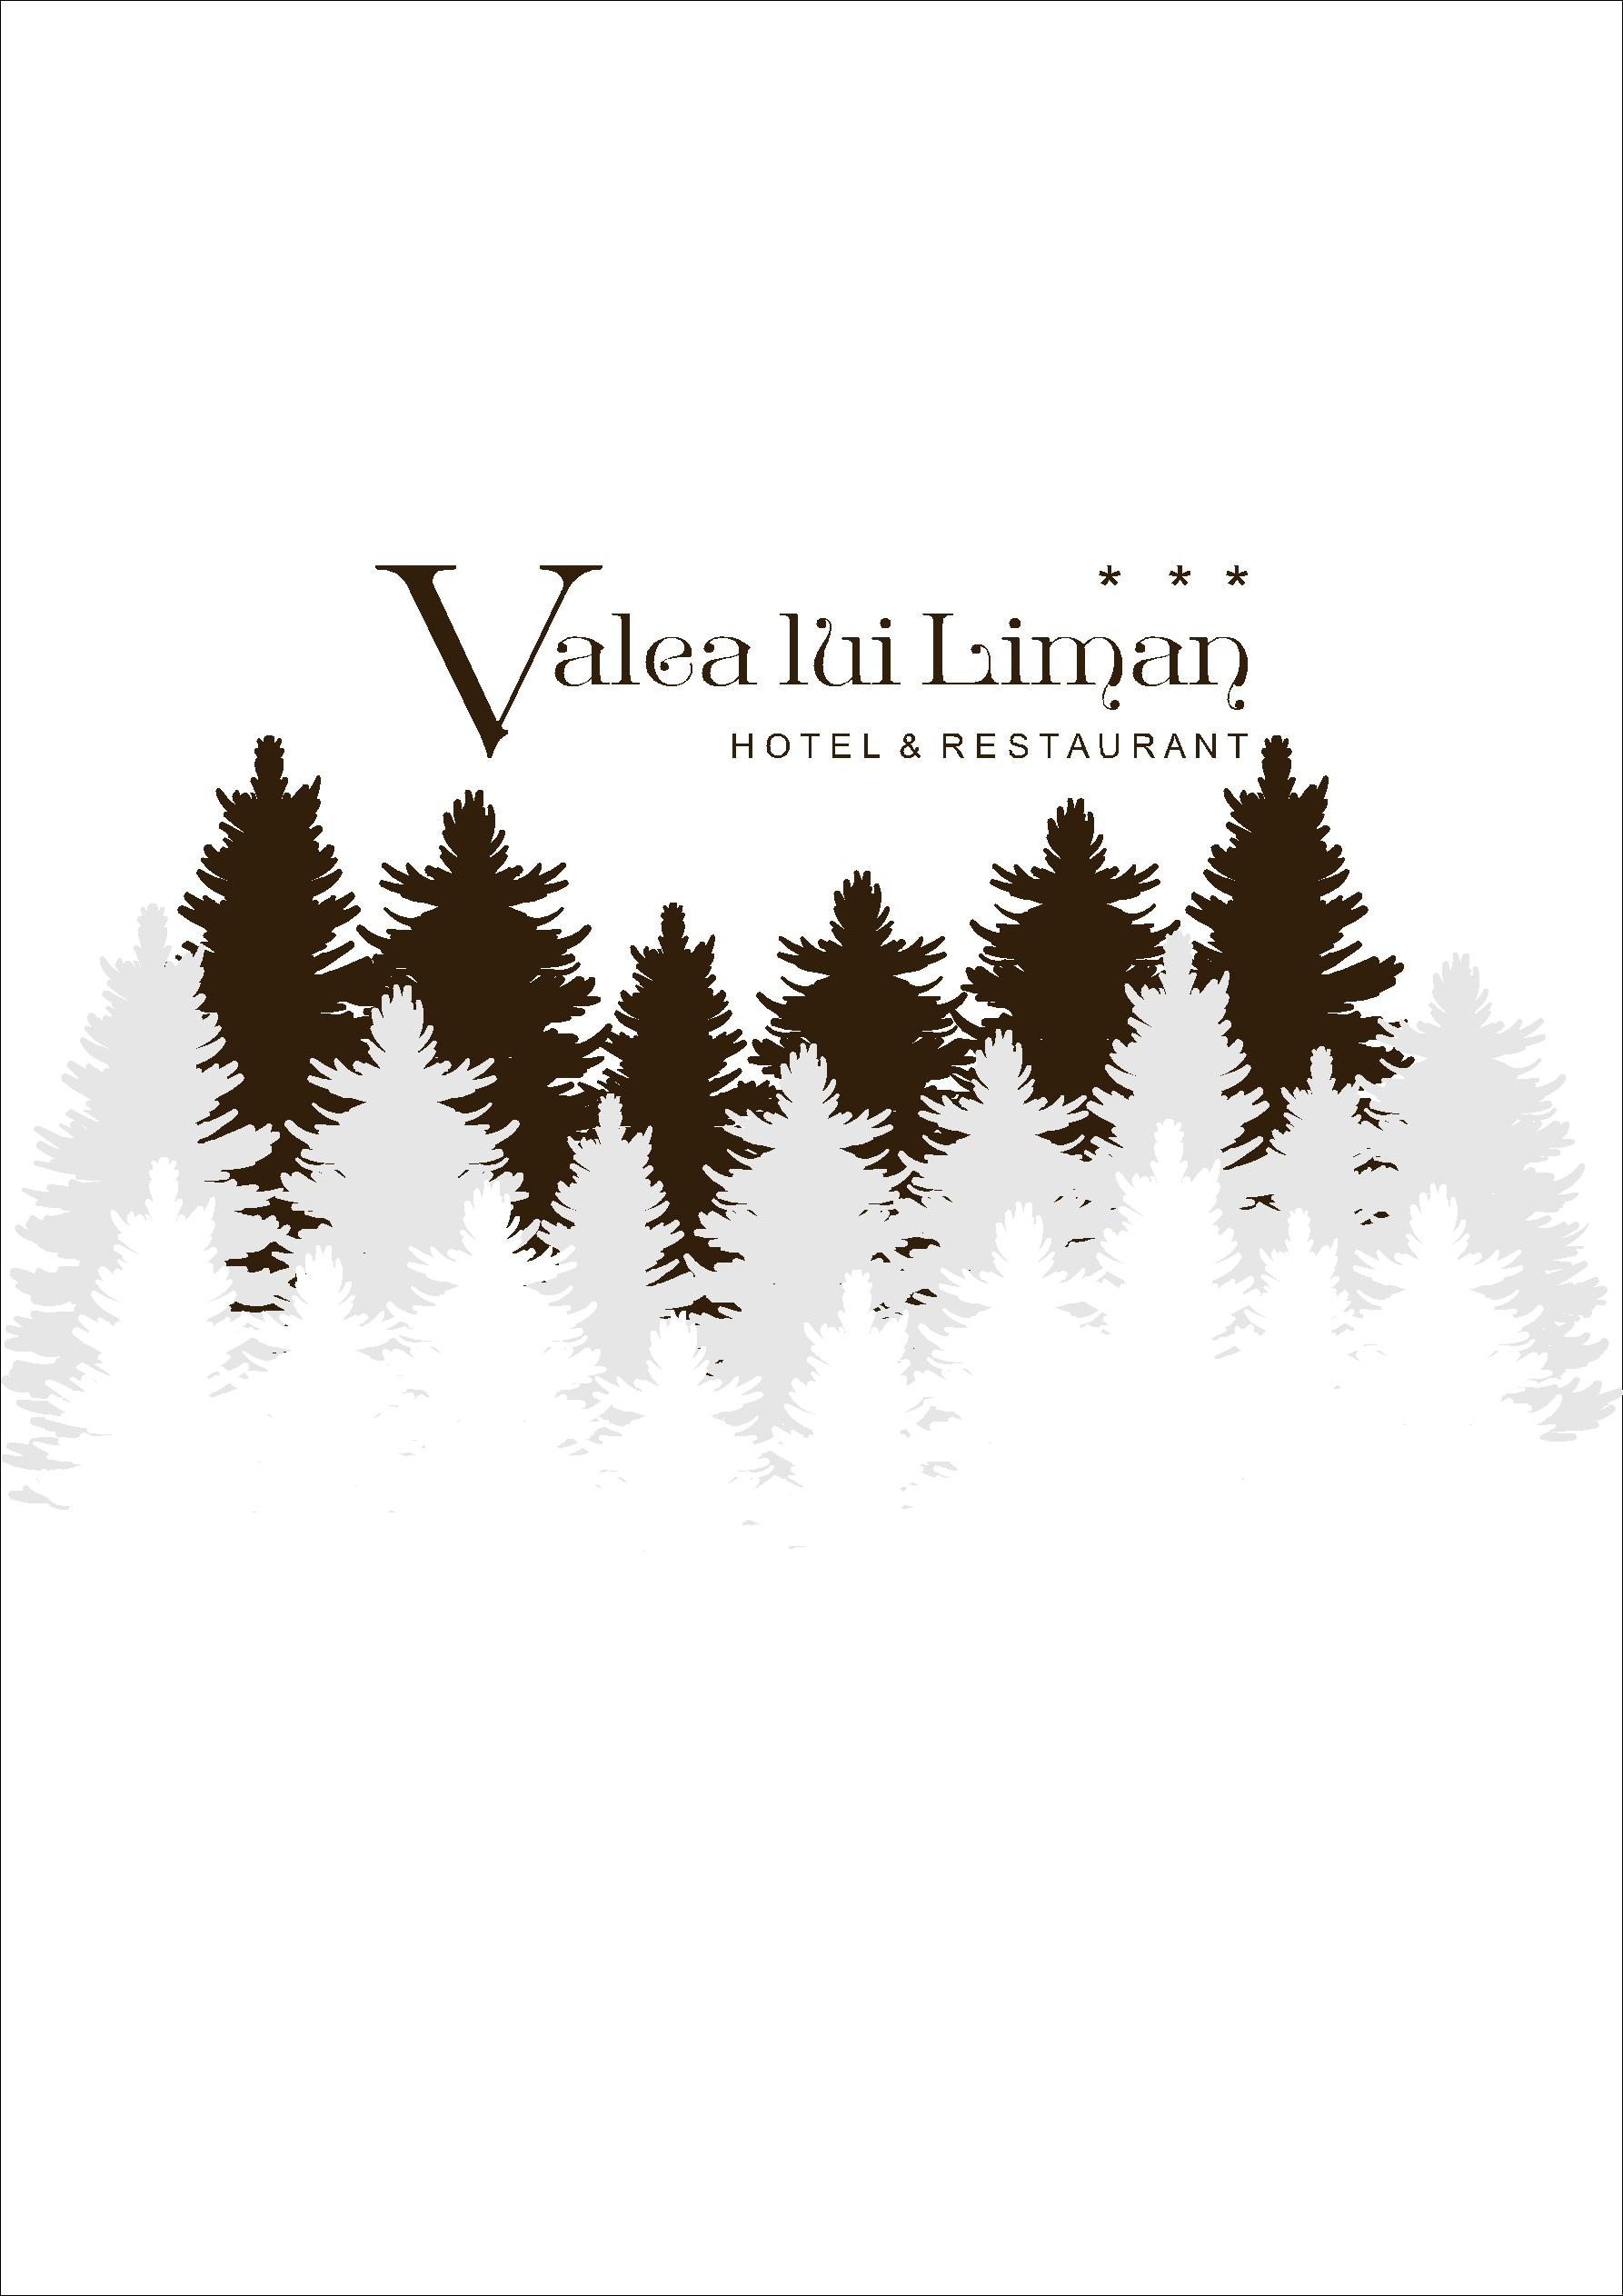 * * *
Valea lui Liman
HOTEL & RESTAURANT